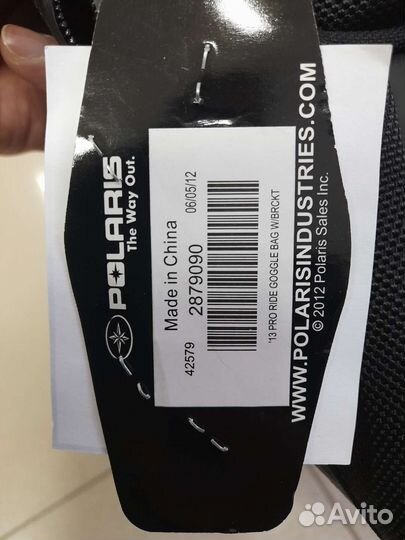 POLARIS
The Way Out.
Made in China 06/05/12
42579 2879090
'13 PRO RIDE GOGGLE BAG W/BRCKT
WWW.POLARISINDUSTRIES.COM
© 2012 Polaris Sales Inc.
Avito